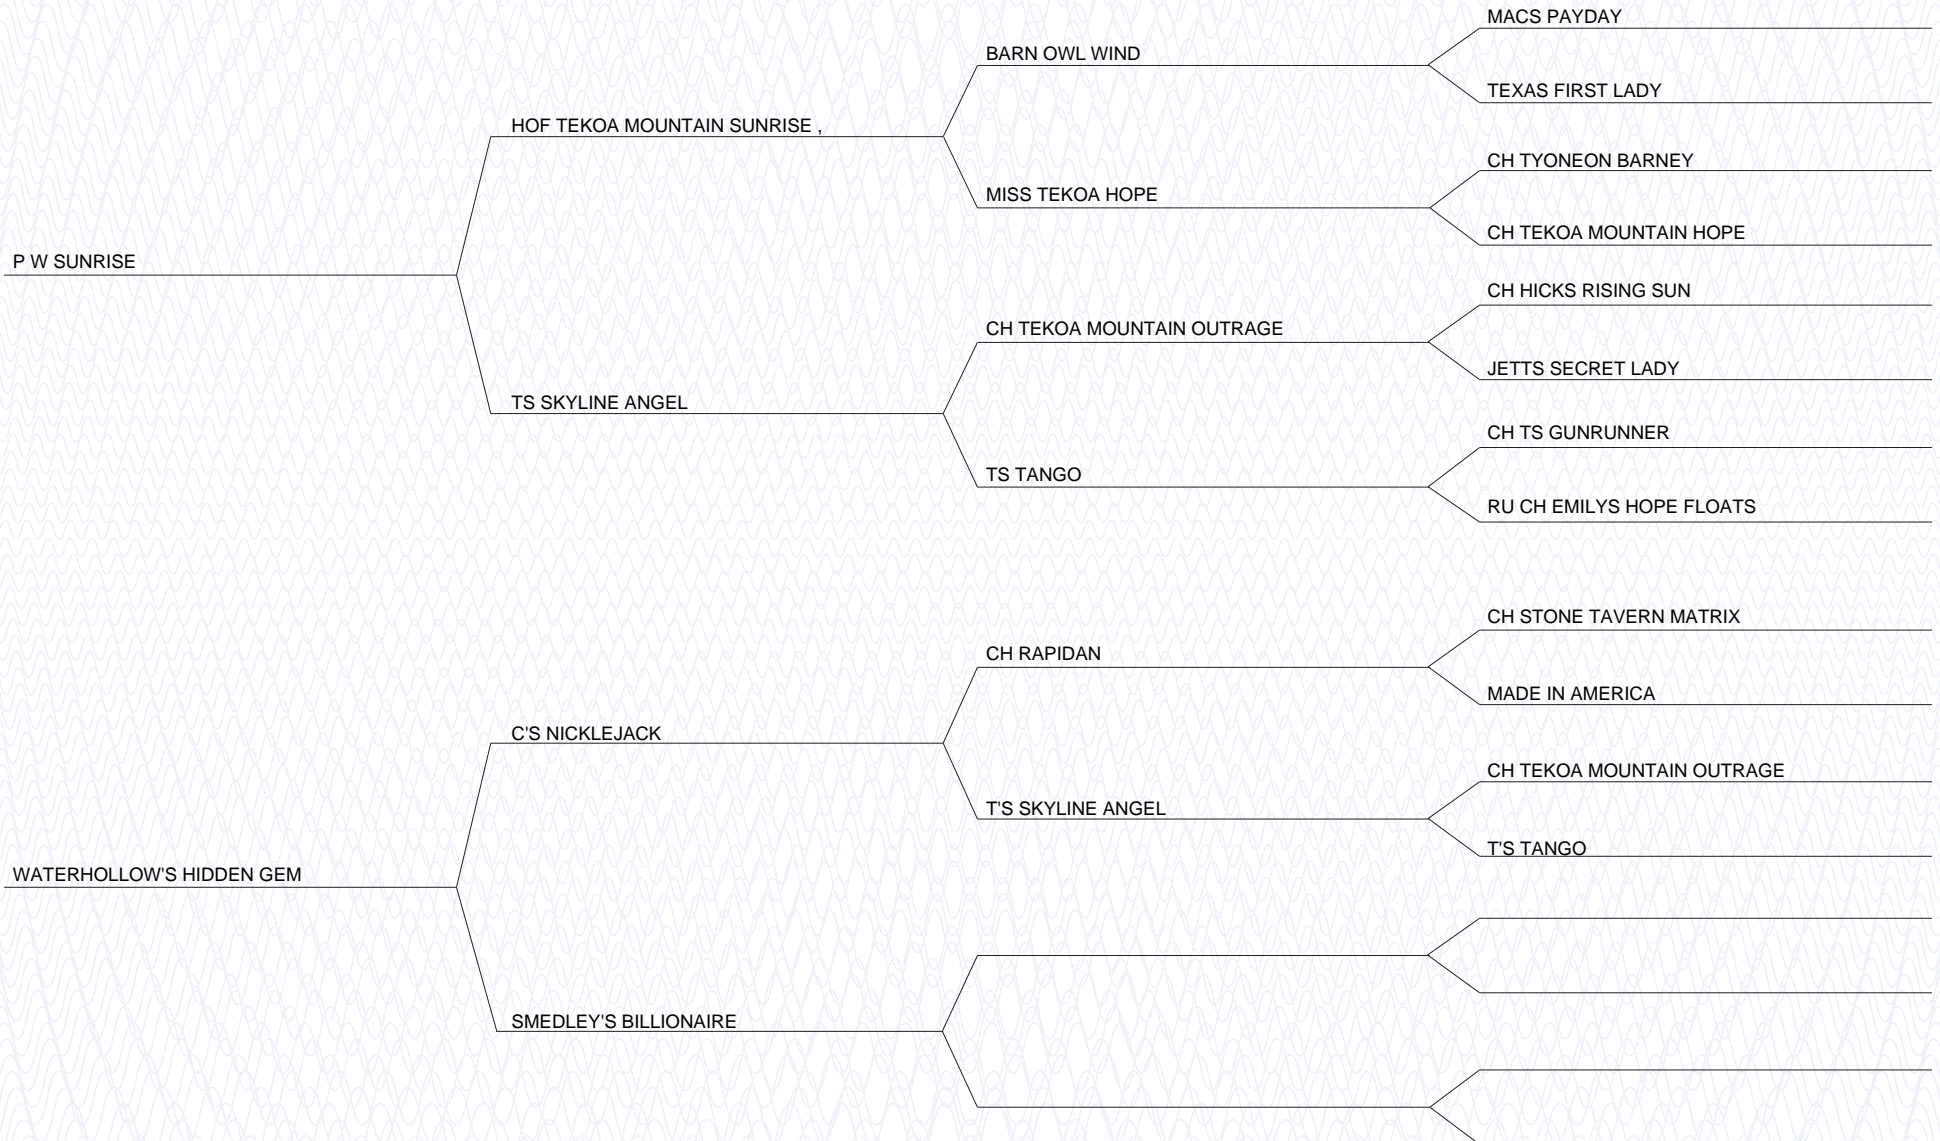 MACS PAYDAY
BARN OWL WIND
TEXAS FIRST LADY
HOF TEKOA MOUNTAIN SUNRISE ,
CH TYONEON BARNEY
MISS TEKOA HOPE
CH TEKOA MOUNTAIN HOPE
P W SUNRISE
CH HICKS RISING SUN
CH TEKOA MOUNTAIN OUTRAGE
JETTS SECRET LADY
TS SKYLINE ANGEL
CH TS GUNRUNNER
TS TANGO
RU CH EMILYS HOPE FLOATS
CH STONE TAVERN MATRIX
CH RAPIDAN
MADE IN AMERICA
C'S NICKLEJACK
CH TEKOA MOUNTAIN OUTRAGE
T'S SKYLINE ANGEL
T'S TANGO
WATERHOLLOW'S HIDDEN GEM
SMEDLEY'S BILLIONAIRE